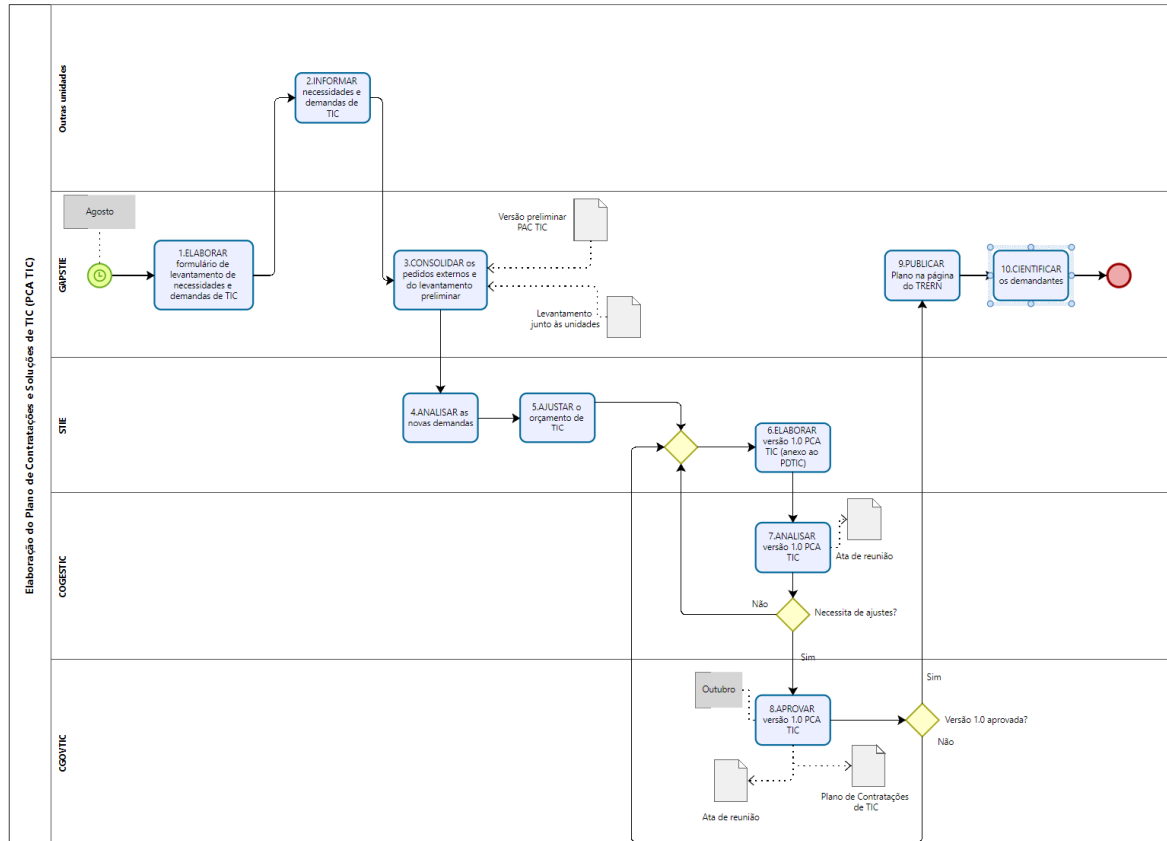 Elaboração do Plano de Contratações e Soluções de TIC (PCA TIC)
Outras unidades
2.INFORMAR
necessidades e
demandas de
TIC
GAPSTIE
Agosto
1.ELABORAR
formulário de
levantamento de
necessidades e
demandas de TIC
3.CONSOLIDAR os
pedidos externos e
do levantamento
preliminar
Versão preliminar
PAC TIC
Levantamento
junto às unidades
9.PUBLICAR
Plano na página
do TRERN
10.CIENTIFICAR
os demandantes
STIE
4.ANALISAR as
novas demandas
5.AJUSTAR o
orçamento de
TIC
6.ELABORAR
versão 1.0 PCA
TIC (anexo ao
PDTIC)
COGESTIC
7.ANALISAR
versão 1.0 PCA
TIC
Ata de reunião
Não
Necessita de ajustes?
Sim
CGOVTIC
Outubro
8.APROVAR
versão 1.0 PCA
TIC
Sim
Versão 1.0 aprovada?
Não
Ata de reunião
Plano de Contratações
de TIC